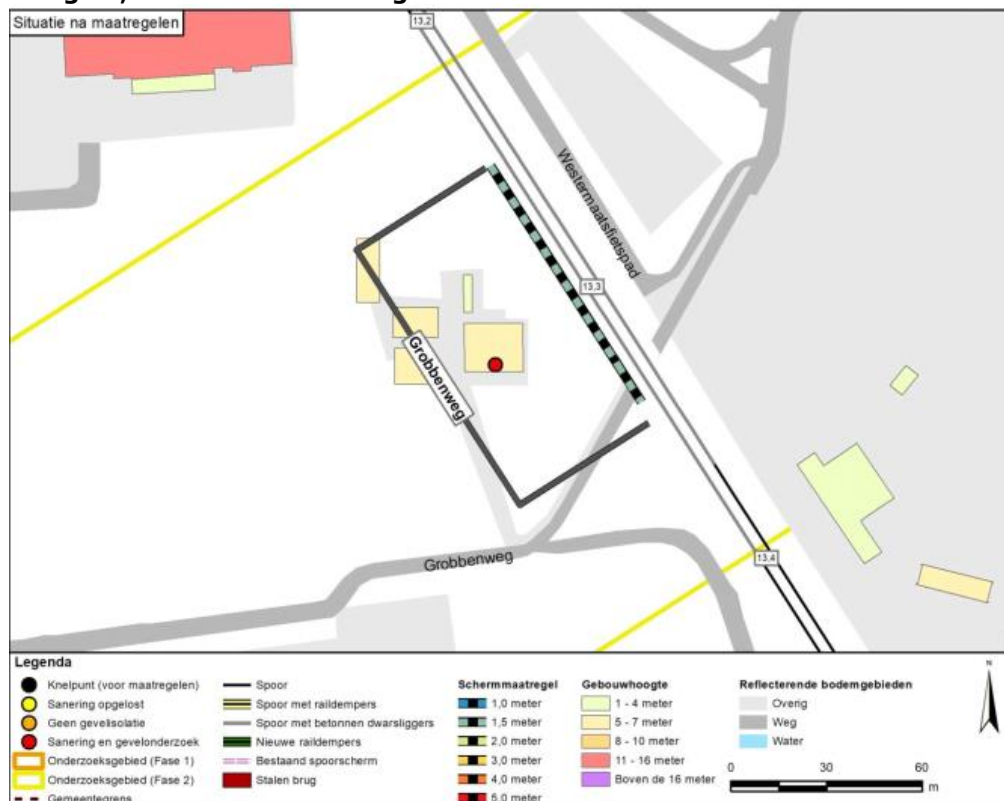 Situatie na maatregelen
13,2
Westermaatsfietspad
13,3
Grobbenweg
Grobbenweg
13,4
Legenda
Knelpunt (voor maatregelen)
Sanering opgelost
Geen gevelisolatie
Sanering en gevelonderzoek
Onderzoeksgebied (Fase 1)
Onderzoeksgebied (Fase 2)
Gemeentegrens
Spoor
Spoor met raildempers
Spoor met betonnen dwarsliggers
Nieuwe raildempers
Bestaand spoorscherm
Stalen brug
Schermmaatregel
1,0 meter
1,5 meter
2,0 meter
3,0 meter
4,0 meter
5,0 meter
Gebouwhoogte
1 - 4 meter
5 - 7 meter
8 - 10 meter
11 - 16 meter
Boven de 16 meter
Reflecterende bodemgebieden
Overig
Weg
Water
N
0 30 60
m